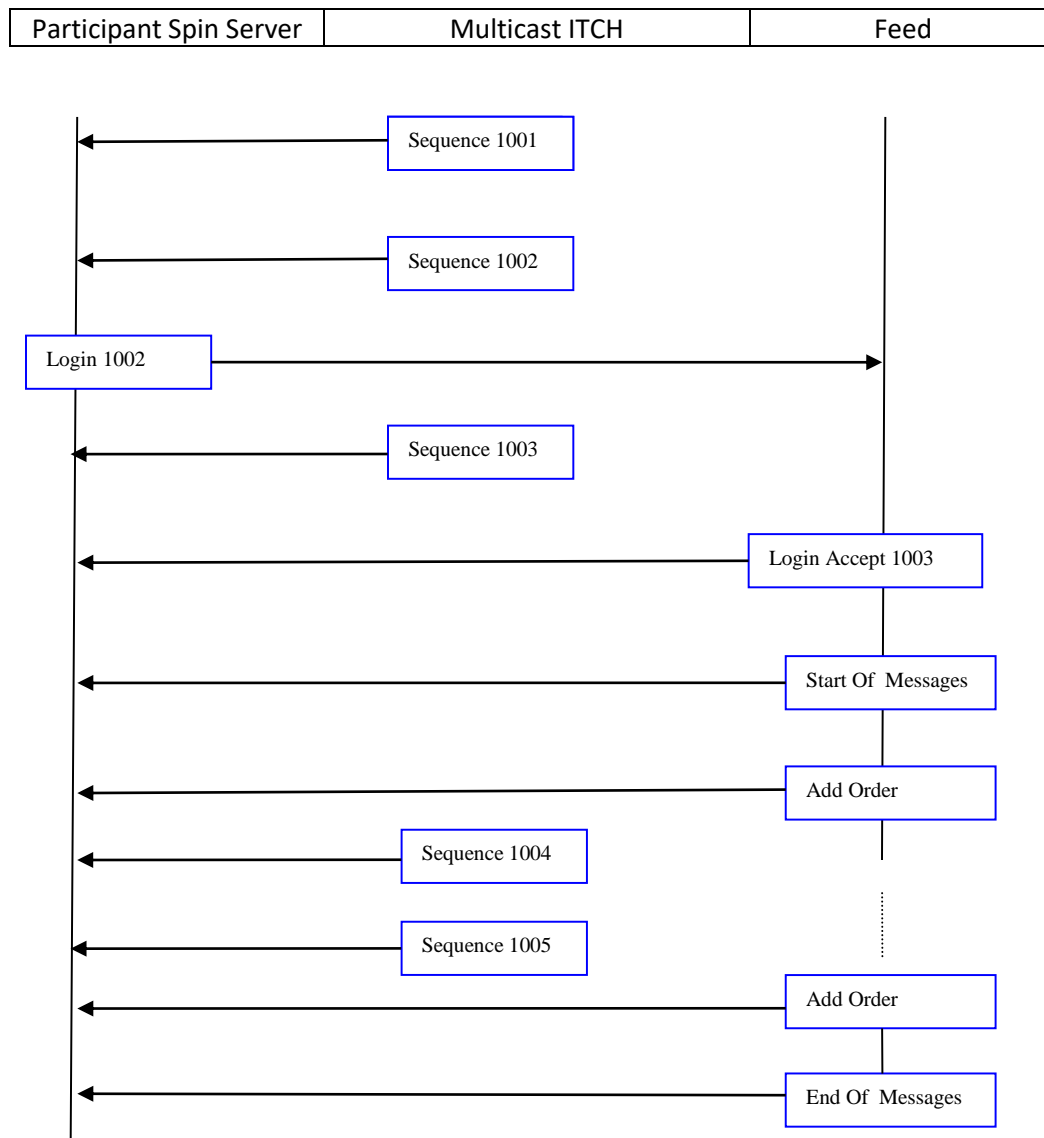 Participant Spin Server
Multicast ITCH
Feed
Sequence 1001
Sequence 1002
Login 1002
Sequence 1003
Login Accept 1003
Start Of  Messages
Add Order
Sequence 1004
Sequence 1005
Add Order
End Of  Messages